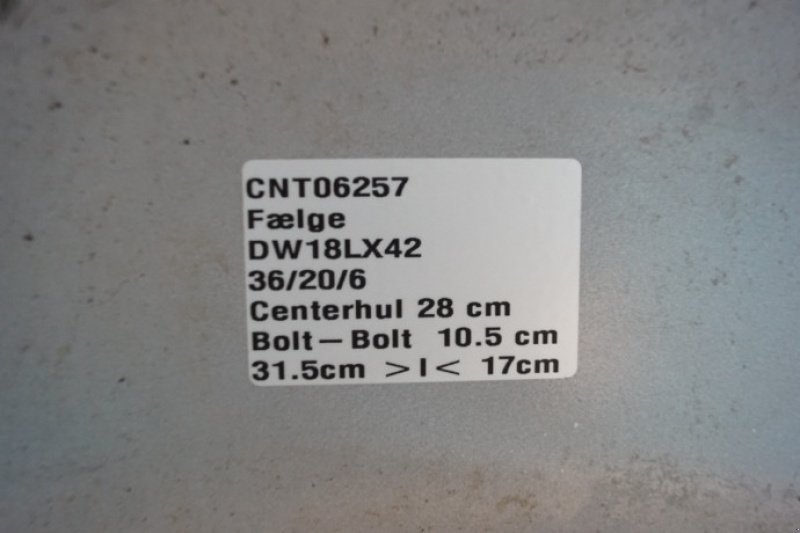 CNT06257
Fælge
DW18LX42
36/20/6
Centerhul 28 cm
Bolt—Bolt 10.5 cm
31.5cm >I< 17cm